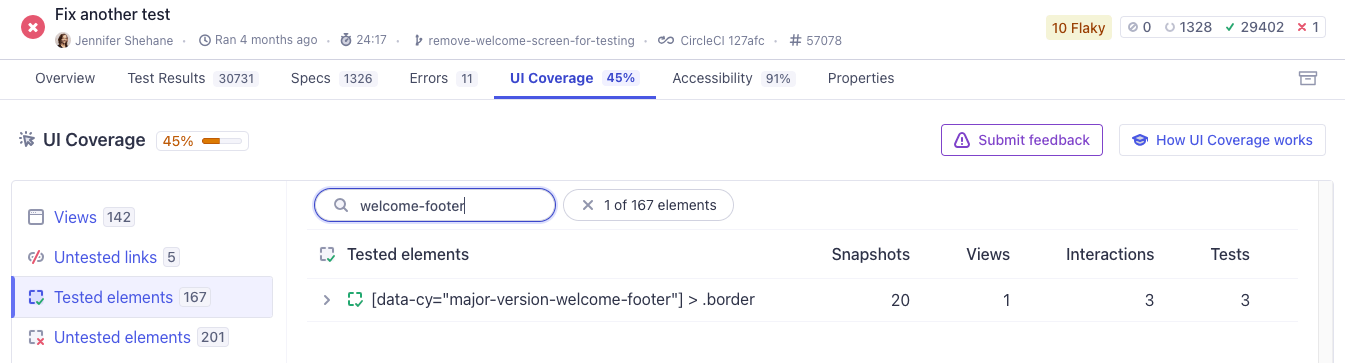 Fix another test
Jennifer Shehane · Ran 4 months ago · 24:17 · remove-welcome-screen-for-testing · CircleCI 127afc · # 57078
10 Flaky 0 1328 29402 1
Overview Test Results 30731 Specs 1326 Errors 11 UI Coverage 45% Accessibility 91% Properties
UI Coverage 45% Submit feedback How UI Coverage works
Views 142
Untested links 5
Tested elements 167
Untested elements 201
welcome-footer 1 of 167 elements
Tested elements Snapshots Views Interactions Tests
[data-cy="major-version-welcome-footer"] > .border 20 1 3 3